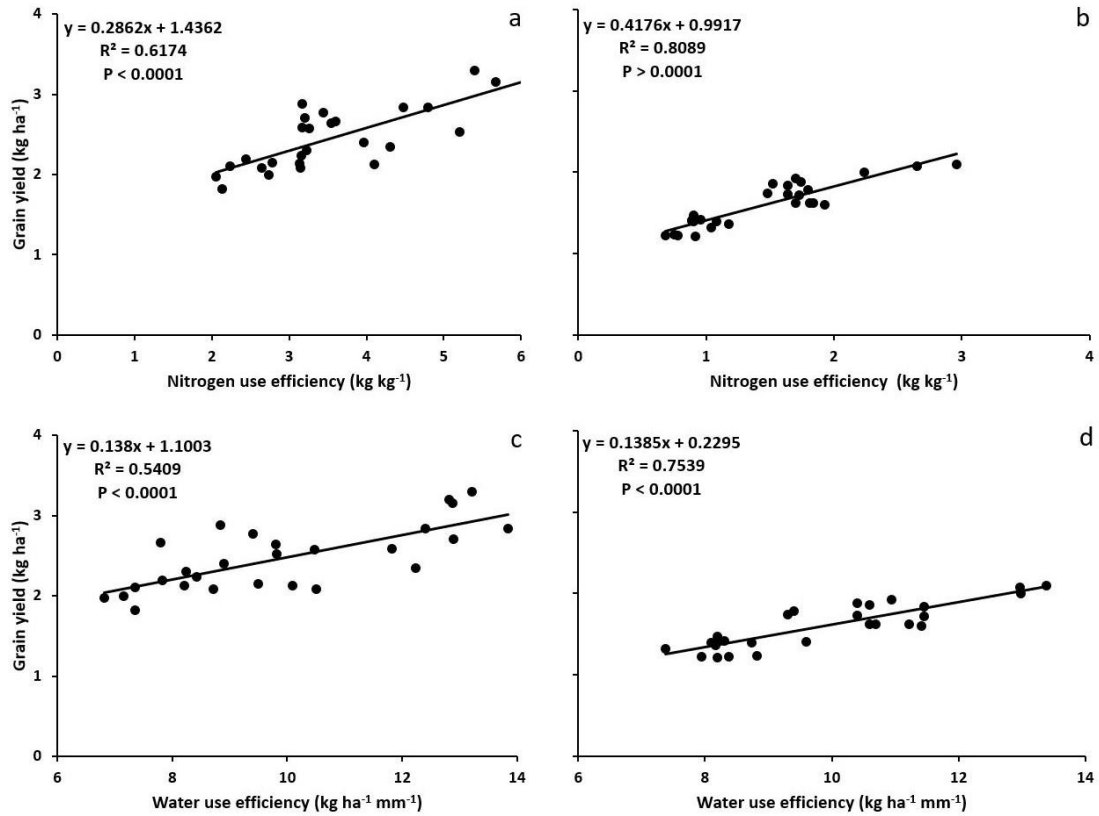 a
y = 0.2862x + 1.4362
R² = 0.6174
P < 0.0001
4
3
2
1
0
Grain yield (kg ha⁻¹)
0 1 2 3 4 5 6
Nitrogen use efficiency (kg kg⁻¹)
b
y = 0.4176x + 0.9917
R² = 0.8089
P > 0.0001
1 2 3 4
Nitrogen use efficiency (kg kg⁻¹)
c
y = 0.138x + 1.1003
R² = 0.5409
P < 0.0001
4
3
2
1
0
Grain yield (kg ha⁻¹)
6 8 10 12 14
Water use efficiency (kg ha⁻¹ mm⁻¹)
d
y = 0.1385x + 0.2295
R² = 0.7539
P < 0.0001
6 8 10 12 14
Water use efficiency (kg ha⁻¹ mm⁻¹)